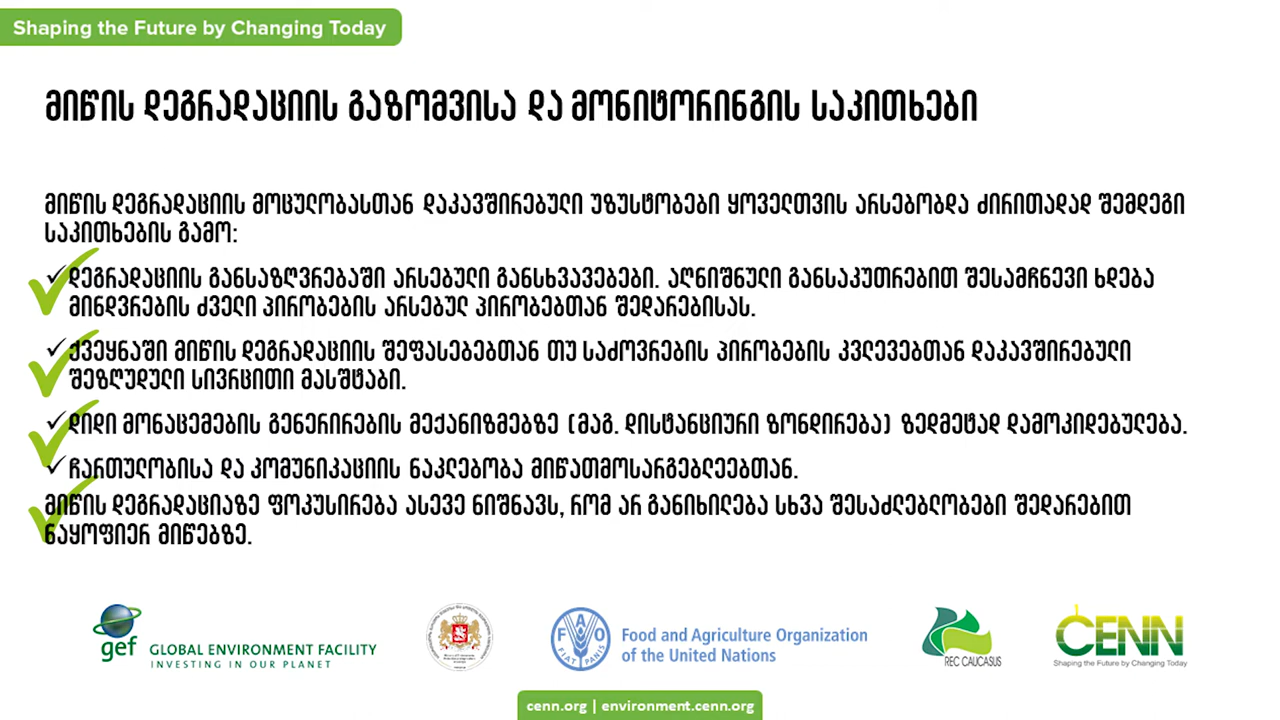 Shaping the Future by Changing Today
მიწის დეგრადაციის გაზომვისა და მონიტორინგის საკითხები
მიწის დეგრადაციის მოცულობასთან დაკავშირებული უზუსტობები ყოველთვის არსებობდა ძირითადად შემდეგი
საკითხების გამო:
✓დეგრადაციის განსაზღვრებაში არსებული განსხვავებები. აღნიშნული განსაკუთრებით შესამჩნევი ხდება
მინდვრების ძველი პირობების არსებულ პირობებთან შედარებისას.
✓ქვეყნაში მიწის დეგრადაციის შეფასებებთან თუ საძოვრების პირობების კვლევებთან დაკავშირებული
შეზღუდული სივრცითი მასშტაბი.
✓დიდი მონაცემების გენერირების მექანიზმებზე (მაგ. დისტანციური ზონდირება) ზედმეტად დამოკიდებულება.
✓ჩართულობისა და კომუნიკაციის ნაკლებობა მიწათმოსარგებლეებთან.
მიწის დეგრადაციაზე ფოკუსირება ასევე ნიშნავს, რომ არ განიხილება სხვა შესაძლებლობები შედარებით
ნაყოფიერ მიწებზე.
gef GLOBAL ENVIRONMENT FACILITY
INVESTING IN OUR PLANET
FAO
FIAT PANIS
Food and Agriculture Organization
of the United Nations
REC CAUCASUS
CENN
Shaping the Future by Changing Today
cenn.org | environment.cenn.org